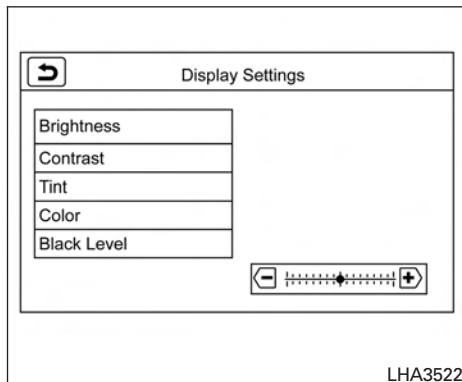 Display Settings
Brightness
Contrast
Tint
Color
Black Level
LHA3522